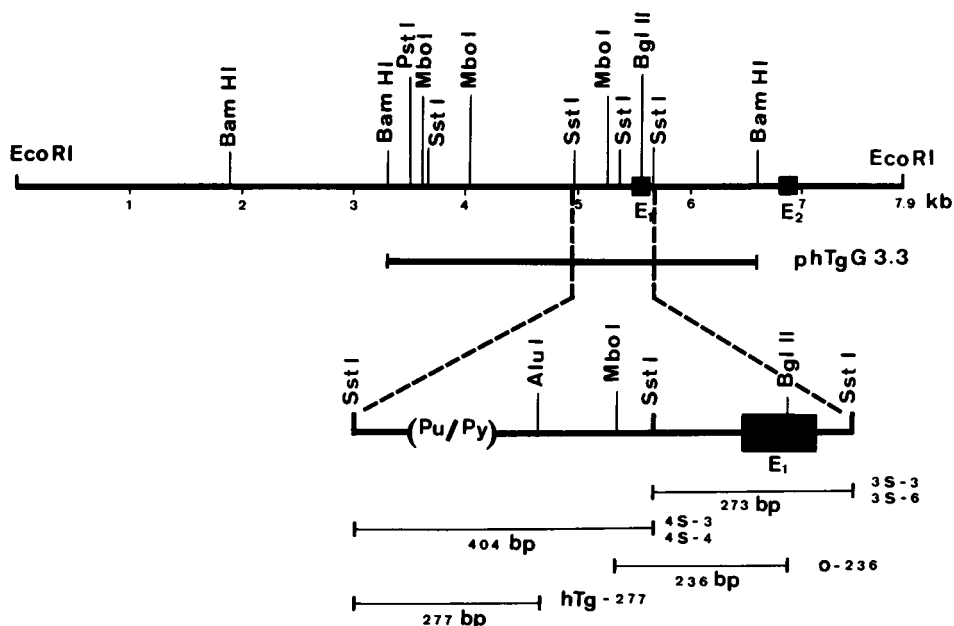 EcoRI
Bam HI
Bam HI
Pst I
Mbo I
Sst I
Mbo I
Sst I
Mbo I
Sst I
Bgl II
Sst I
Bam HI
EcoRI
1 2 3 4 5 6 7 7.9 kb
E1 E2
phTgG 3.3
Sst I
Alu I
Mbo I
Sst I
Bgl II
Sst I
(Pu/Py)
E1
273 bp
3S-3
3S-6
404 bp
4S-3
4S-4
236 bp
O-236
277 bp
hTg-277